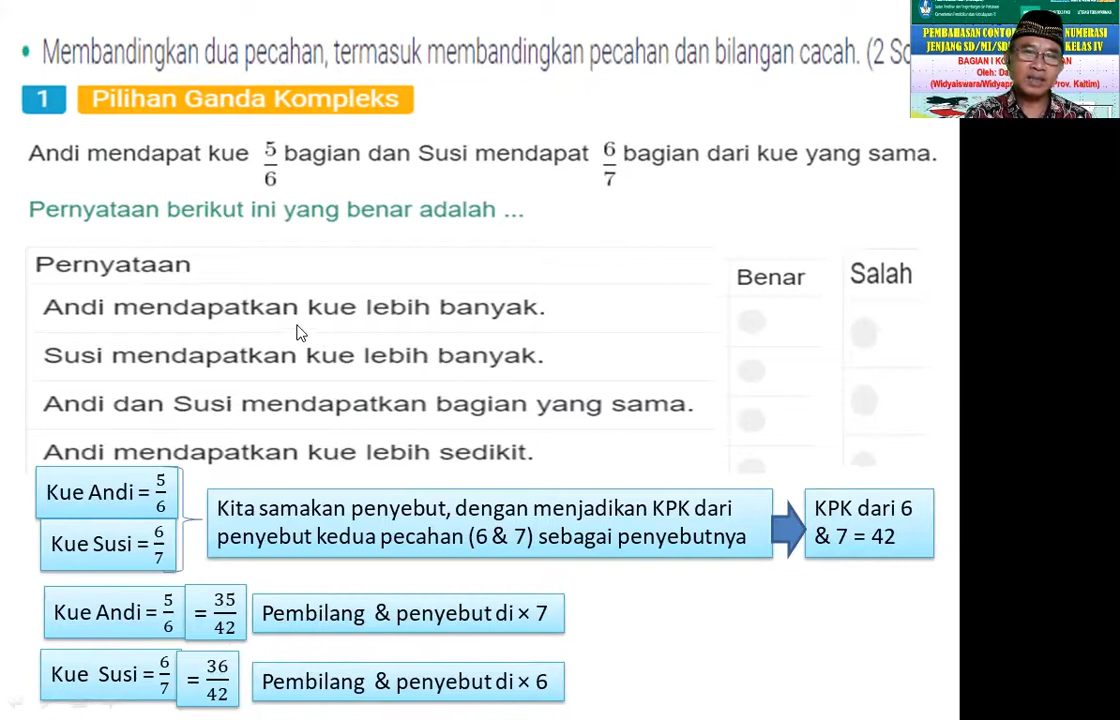 • Membandingkan dua pecahan, termasuk membandingkan pecahan dan bilangan cacah. (2
PEMBAHASAN CONTO NUMERASI
JENJANG SD/MI/SD KELAS IV
BAGIAN I KO AN
Oleh: Da
(Widyaiswara/Widyapr Prov. Kaltim)
1 Pilihan Ganda Kompleks
Andi mendapat kue 5/6 bagian dan Susi mendapat 6/7 bagian dari kue yang sama.
Pernyataan berikut ini yang benar adalah ...
Pernyataan Benar Salah
Andi mendapatkan kue lebih banyak.
Susi mendapatkan kue lebih banyak.
Andi dan Susi mendapatkan bagian yang sama.
Andi mendapatkan kue lebih sedikit.
Kue Andi = 5/6
Kue Susi = 6/7
Kita samakan penyebut, dengan menjadikan KPK dari
penyebut kedua pecahan (6 & 7) sebagai penyebutnya
KPK dari 6
& 7 = 42
Kue Andi = 5/6 = 35/42 Pembilang & penyebut di × 7
Kue Susi = 6/7 = 36/42 Pembilang & penyebut di × 6